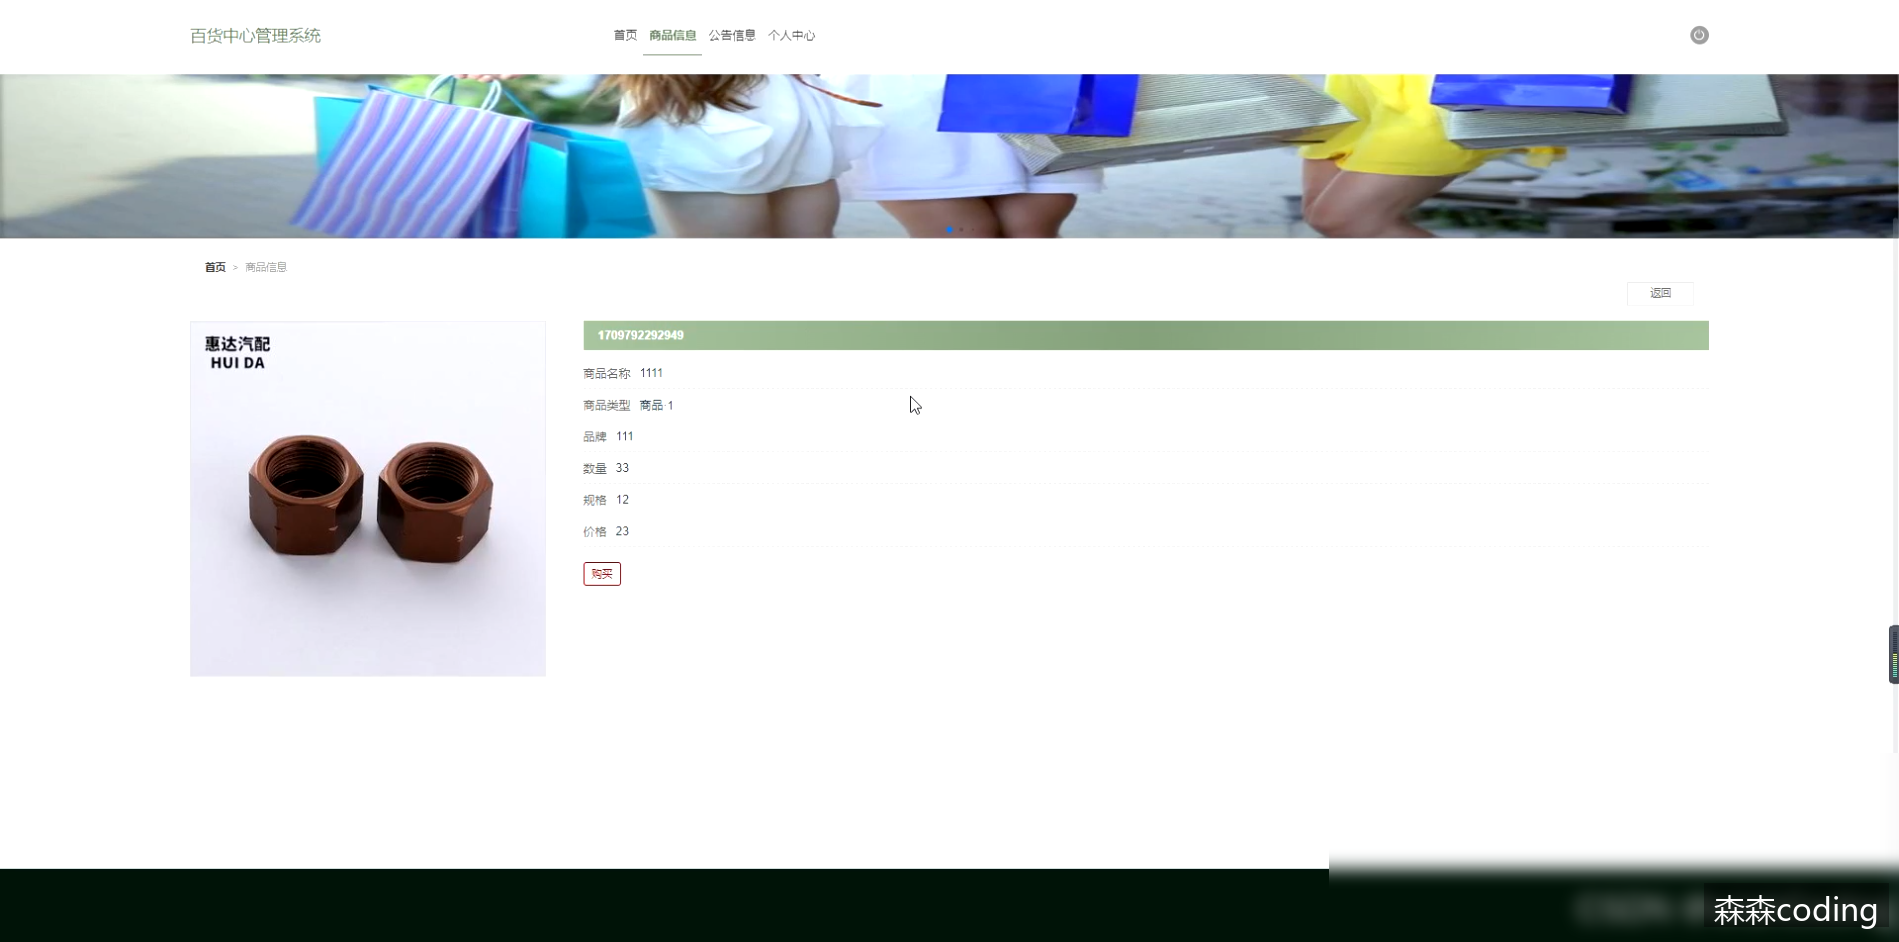 百货中心管理系统
首页 商品信息 公告信息 个人中心
首页 > 商品信息
返回
惠达汽配
HUI DA
1709792292949
商品名称 1111
商品类型 商品1
品牌 111
数量 33
规格 12
价格 23
购买
森森coding